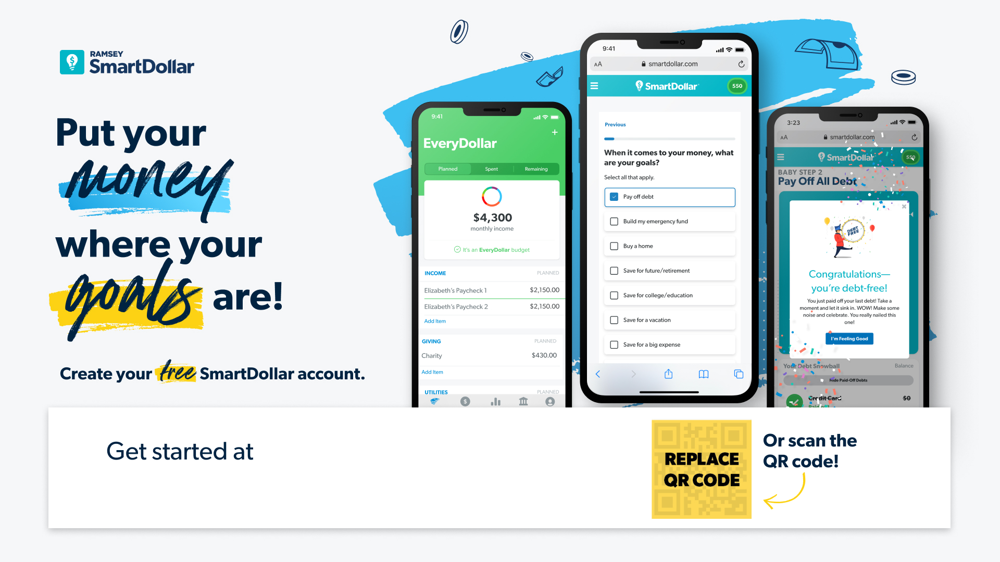 RAMSEY
SmartDollar
Put your
money
where your
goals are!
Create your free SmartDollar account.
9:41
EveryDollar
Planned Spent Remaining
$4,300
monthly income
It's an EveryDollar budget
INCOME PLANNED
Elizabeth's Paycheck 1 $2,150.00
Elizabeth's Paycheck 2 $2,150.00
Add Item
GIVING PLANNED
Charity $430.00
Add Item
UTILITIES PLANNED
9:41
AA smartdollar.com
SmartDollar 550
Previous
When it comes to your money, what
are your goals?
Select all that apply.
Pay off debt
Build my emergency fund
Buy a home
Save for future/retirement
Save for college/education
Save for a vacation
Save for a big expense
3:23
AA smartdollar.com
SmartDollar 550
BABY STEP 2
Pay Off All Debt
DEBT
FREE
Congratulations—
you're debt-free!
You just paid off your last debt! Take a
moment and let it sink in. WOW! Make some
noise and celebrate. You really nailed this
one!
I'm Feeling Good
Your Debt Snowball Balance
Hide Paid-Off Debts
Credit Card $0
Get started at
REPLACE
QR CODE
Or scan the
QR code!